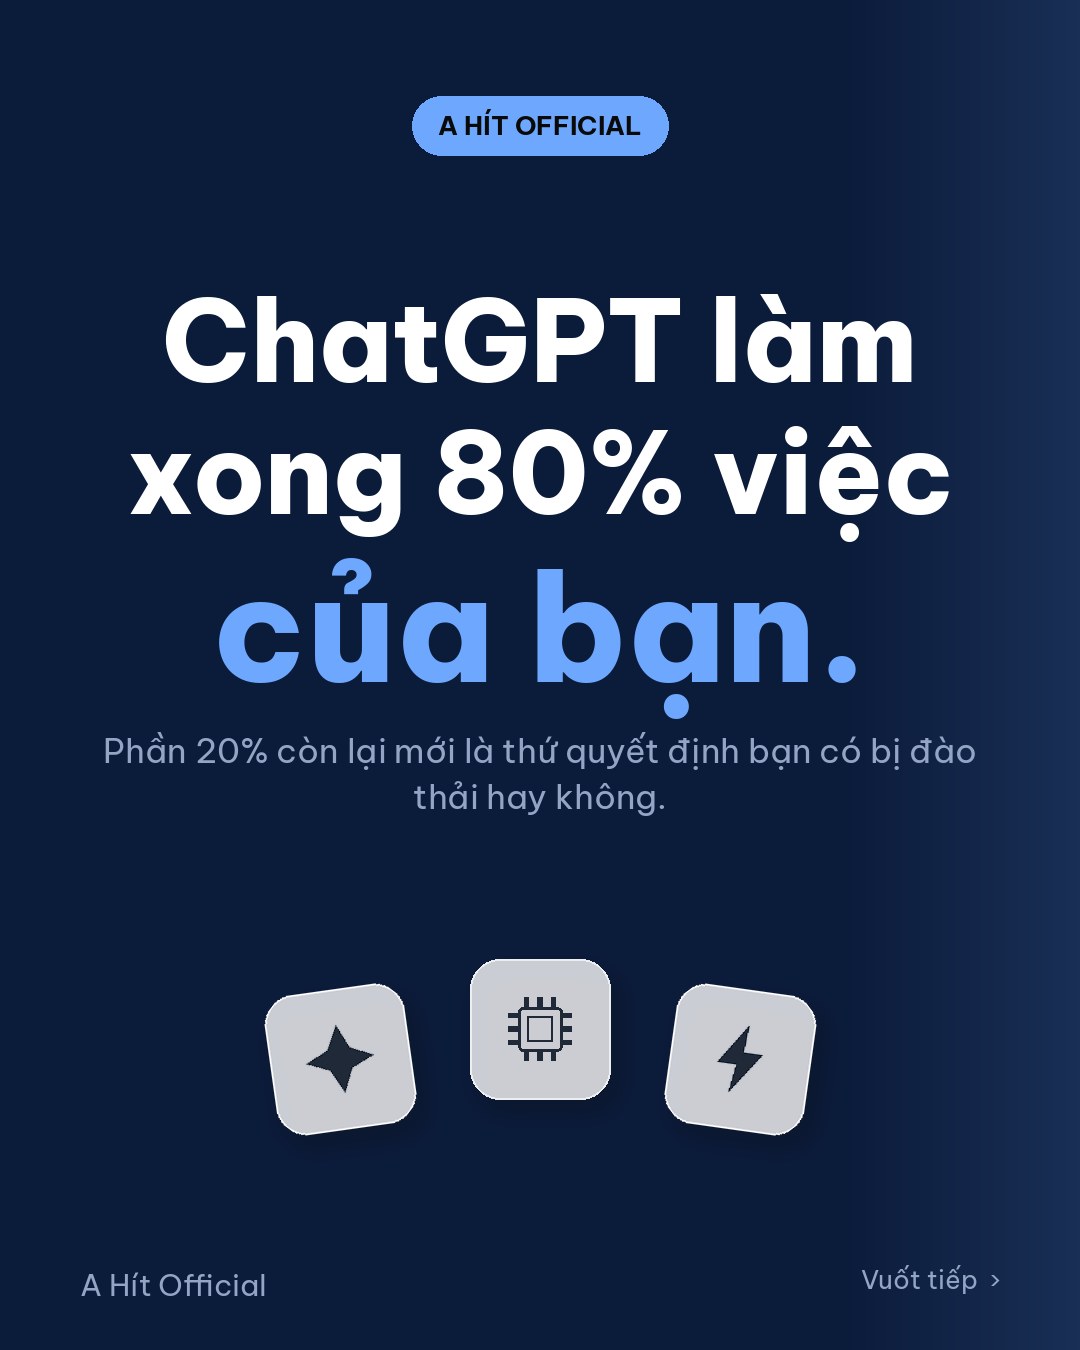 A HÍT OFFICIAL
ChatGPT làm
xong 80% việc
của bạn.
Phần 20% còn lại mới là thứ quyết định bạn có bị đào
thải hay không.
A Hít Official
Vuốt tiếp ›